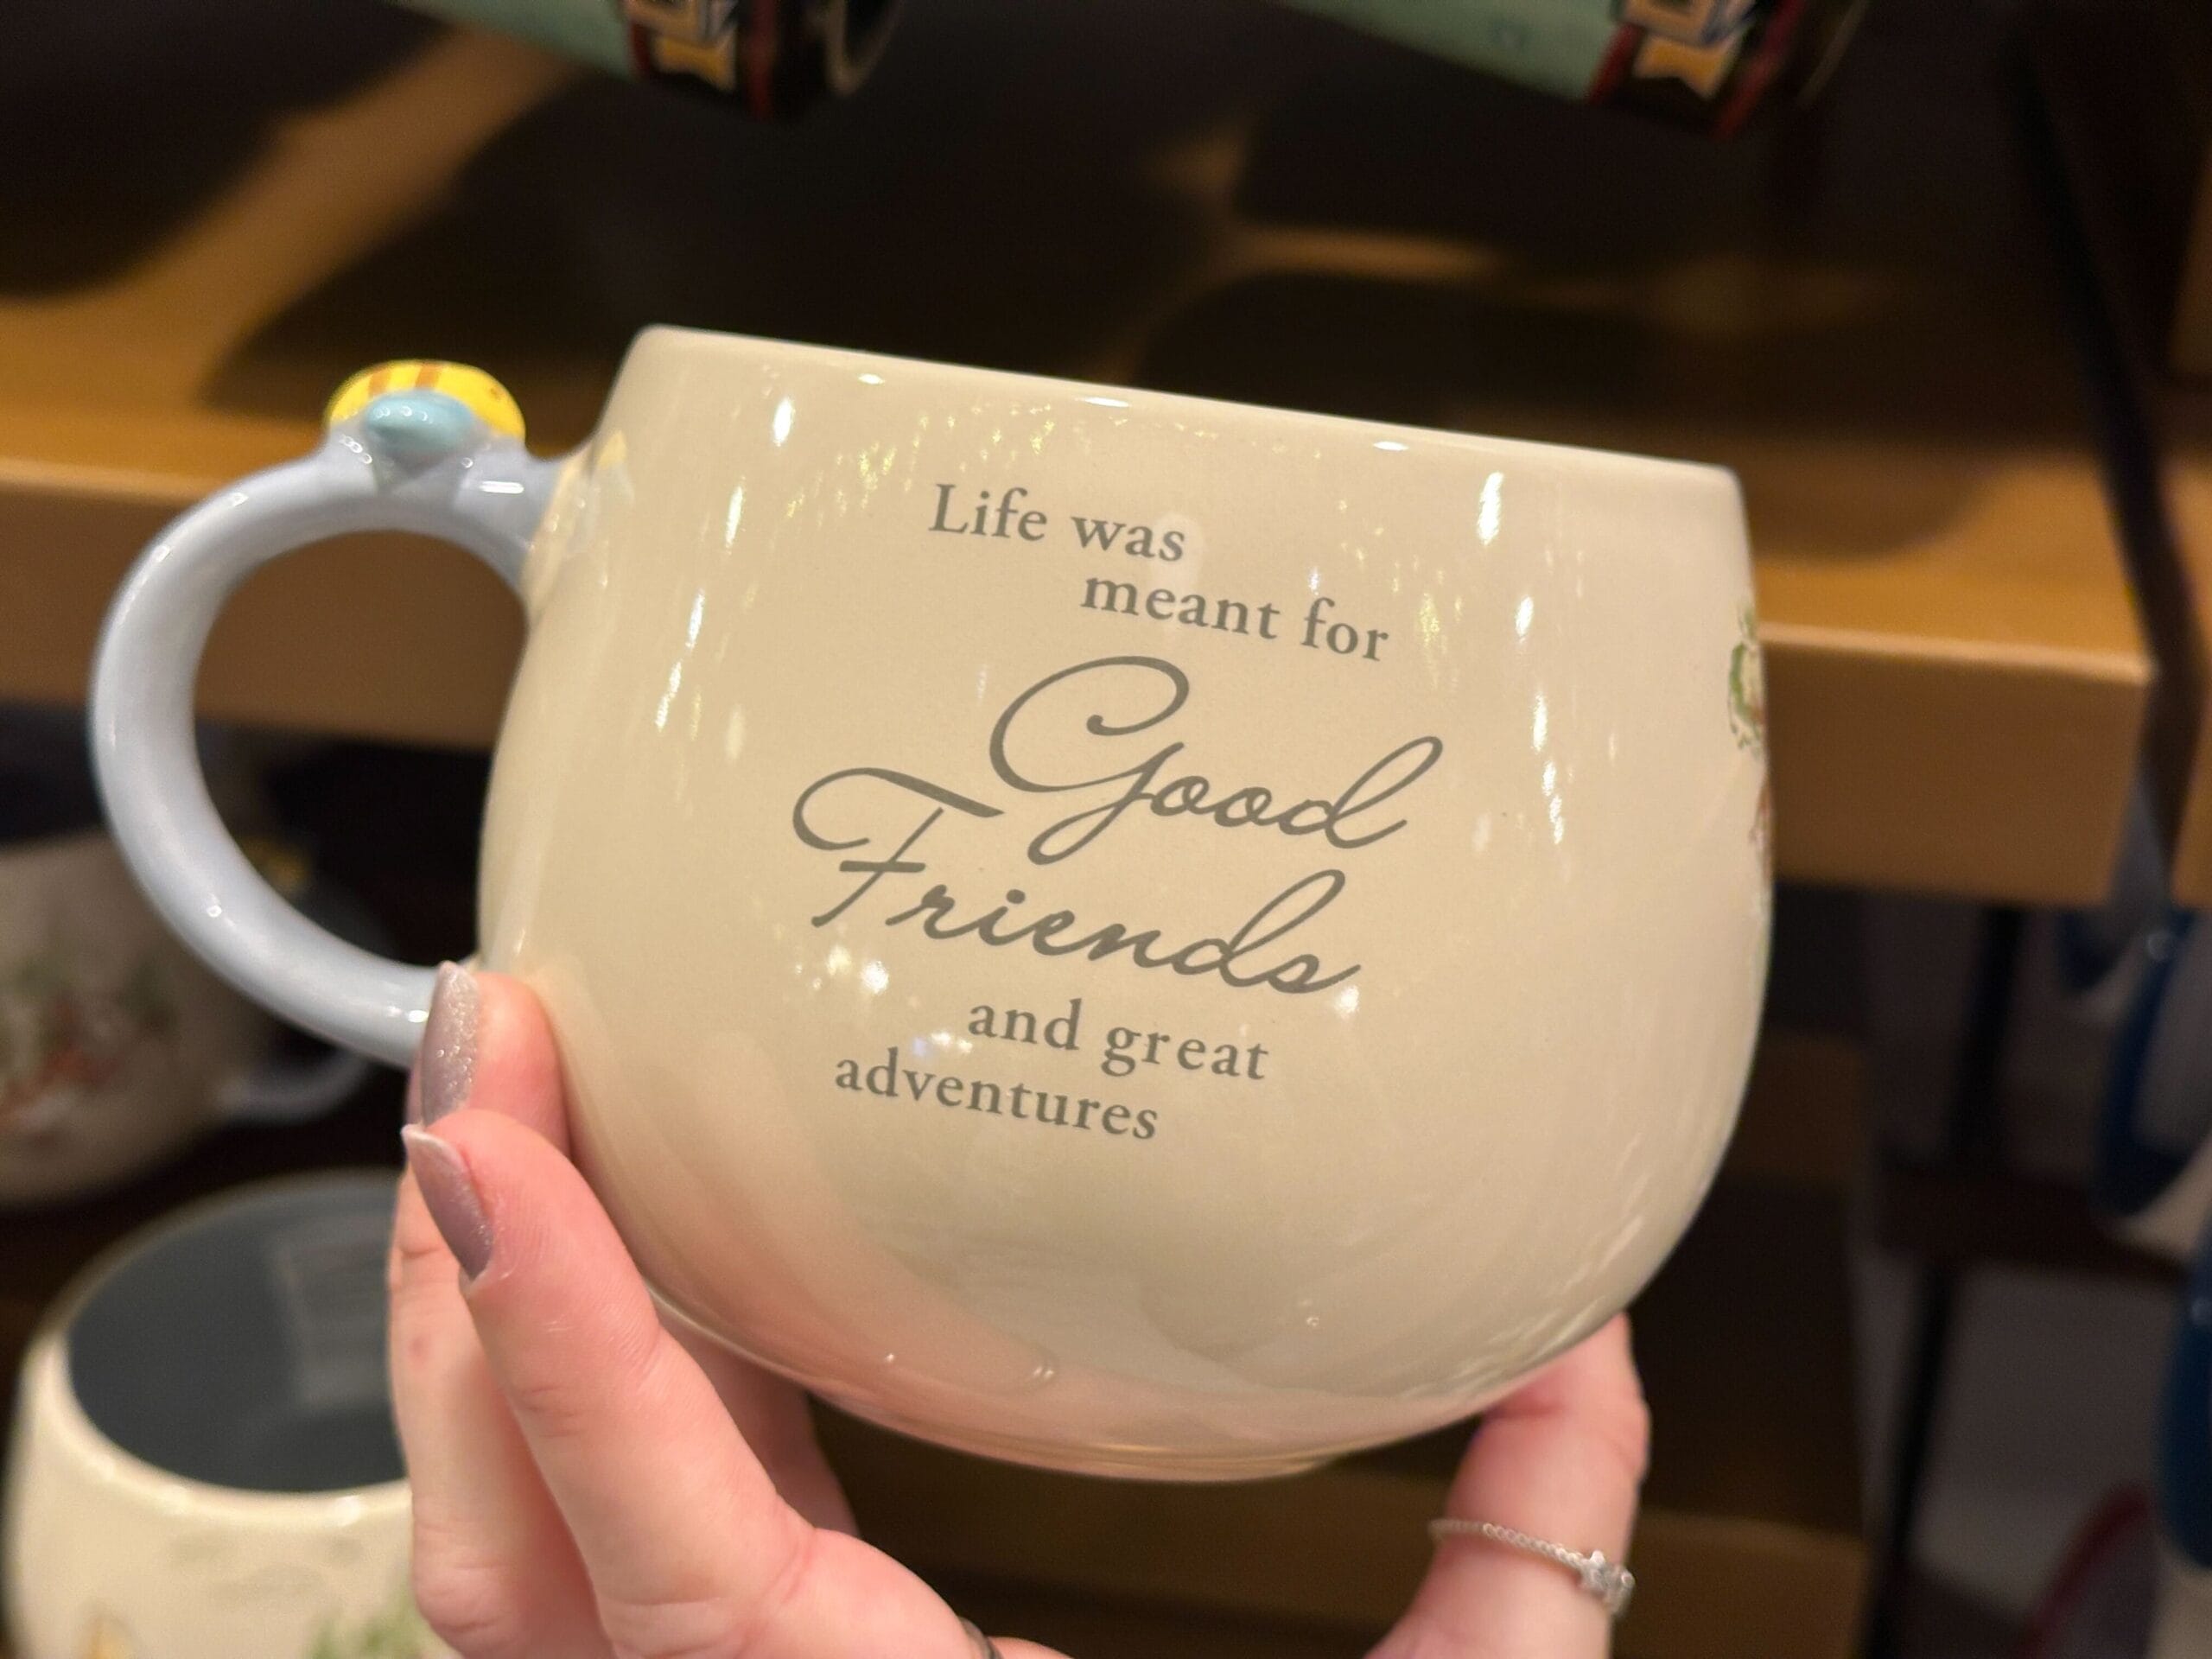 Life was
meant for
Good
Friends
and great
adventures